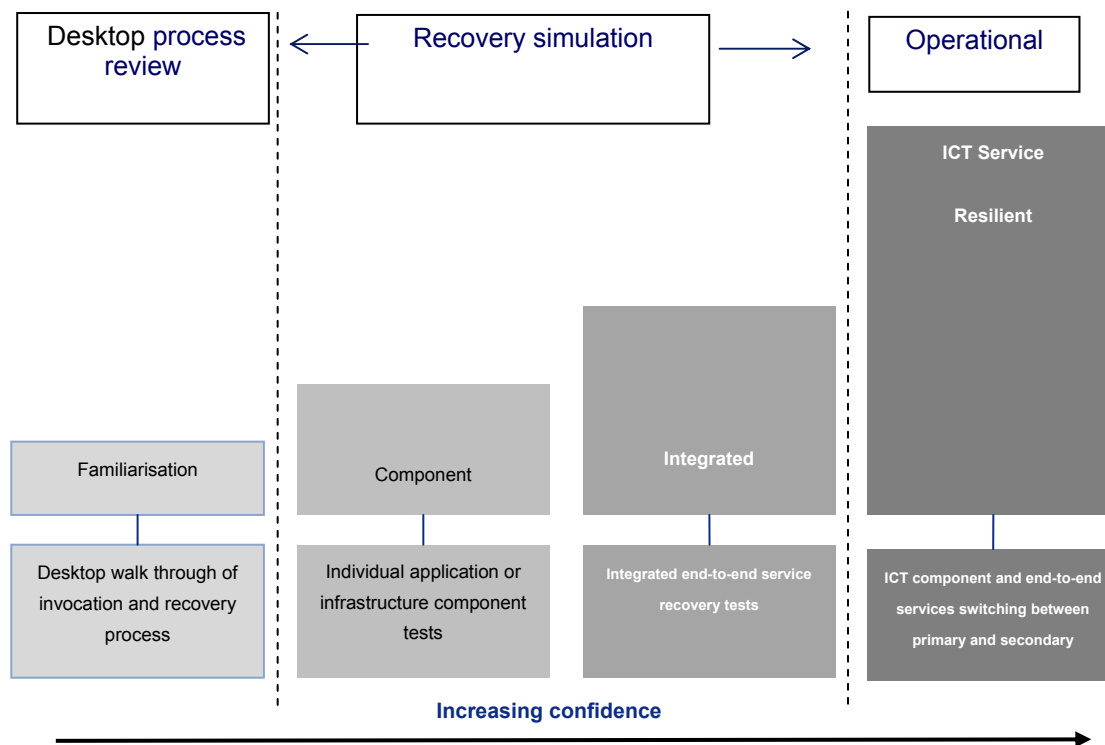 Desktop process
review
Recovery simulation
Operational
ICT Service
Resilient
Familiarisation
Component
Integrated
Desktop walk through of
invocation and recovery
process
Individual application or
infrastructure component
tests
Integrated end-to-end service
recovery tests
ICT component and end-to-end
services switching between
primary and secondary
Increasing confidence